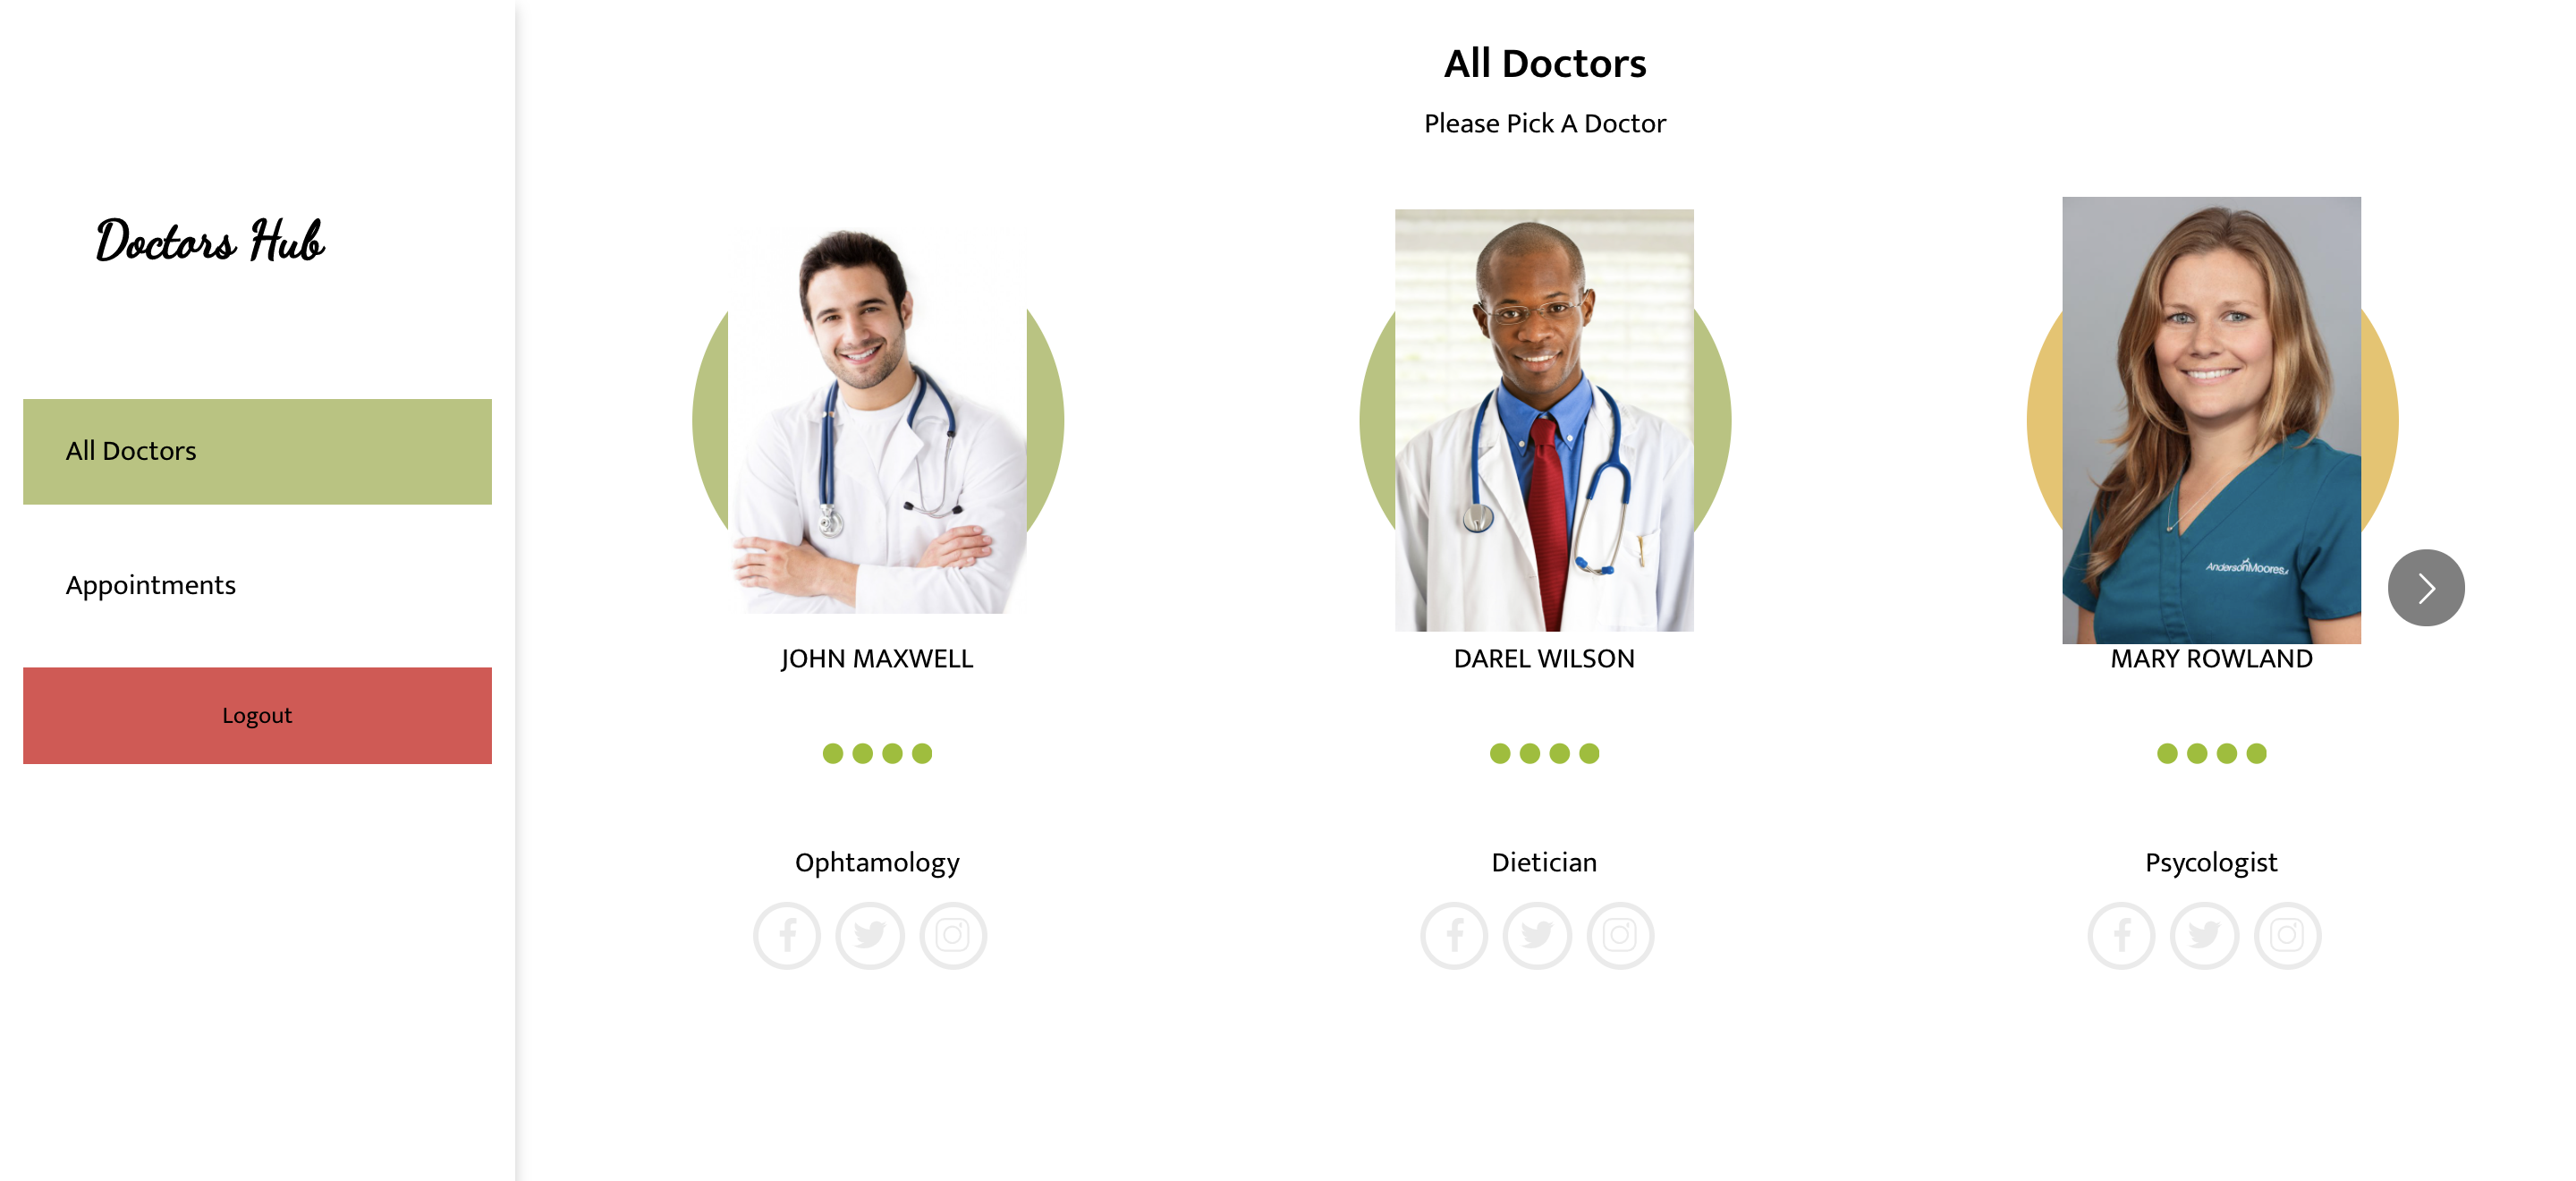 Doctors Hub
All Doctors
Appointments
Logout
All Doctors
Please Pick A Doctor
AndersonMoores
JOHN MAXWELL
DAREL WILSON
MARY ROWLAND
Ophtamology
Dietician
Psycologist